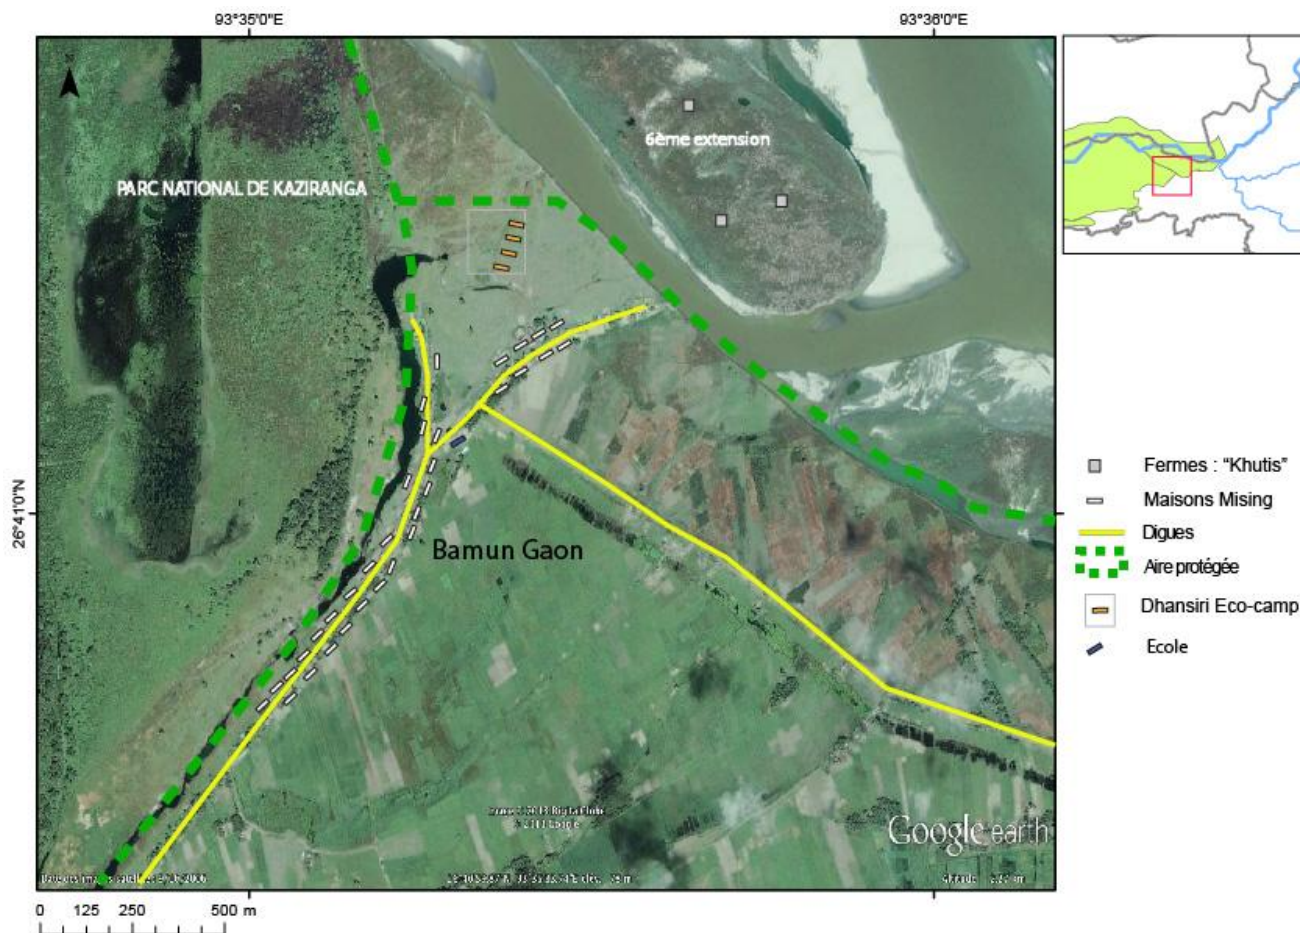 93°35'0"E
93°36'0"E
6ème extension
PARC NATIONAL DE KAZIRANGA
26°41'0"N
Bamun Gaon
Fermes : "Khutis"
Maisons Mising
Digues
Aire protégée
Dhansiri Eco-camp
Ecole
Google earth
0 125 250 500 m